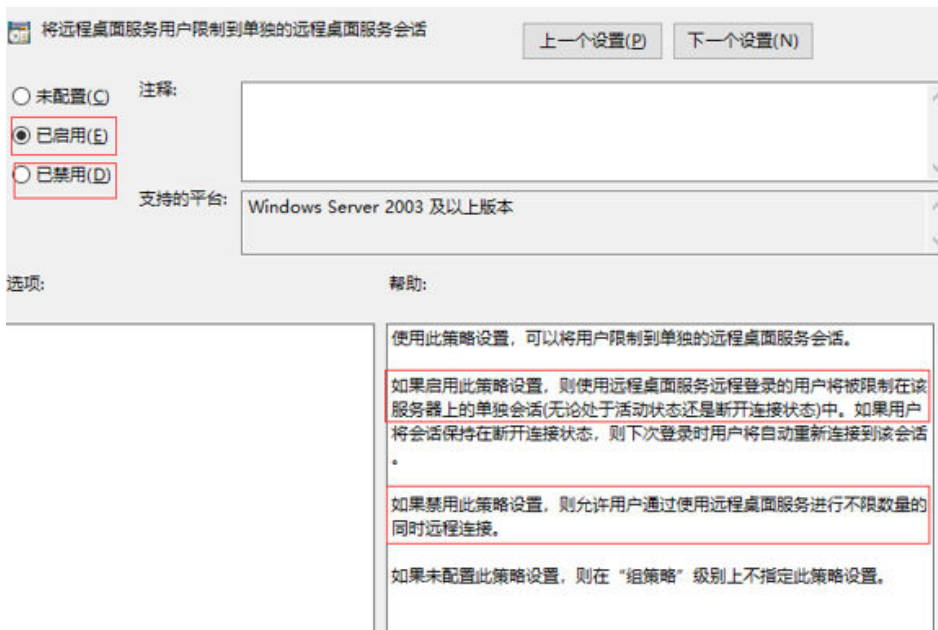 将远程桌面服务用户限制到单独的远程桌面服务会话
上一个设置(P)
下一个设置(N)
未配置(C)
注释:
已启用(E)
已禁用(D)
支持的平台:
Windows Server 2003 及以上版本
选项:
帮助:
使用此策略设置，可以将用户限制到单独的远程桌面服务会话。
如果启用此策略设置，则使用远程桌面服务远程登录的用户将被限制在该
服务器上的单独会话(无论处于活动状态还是断开连接状态)中。如果用户
将会话保持在断开连接状态，则下次登录时用户将自动重新连接到该会话
。
如果禁用此策略设置，则允许用户通过使用远程桌面服务进行不限数量的
同时远程连接。
如果未配置此策略设置，则在“组策略”级别上不指定此策略设置。